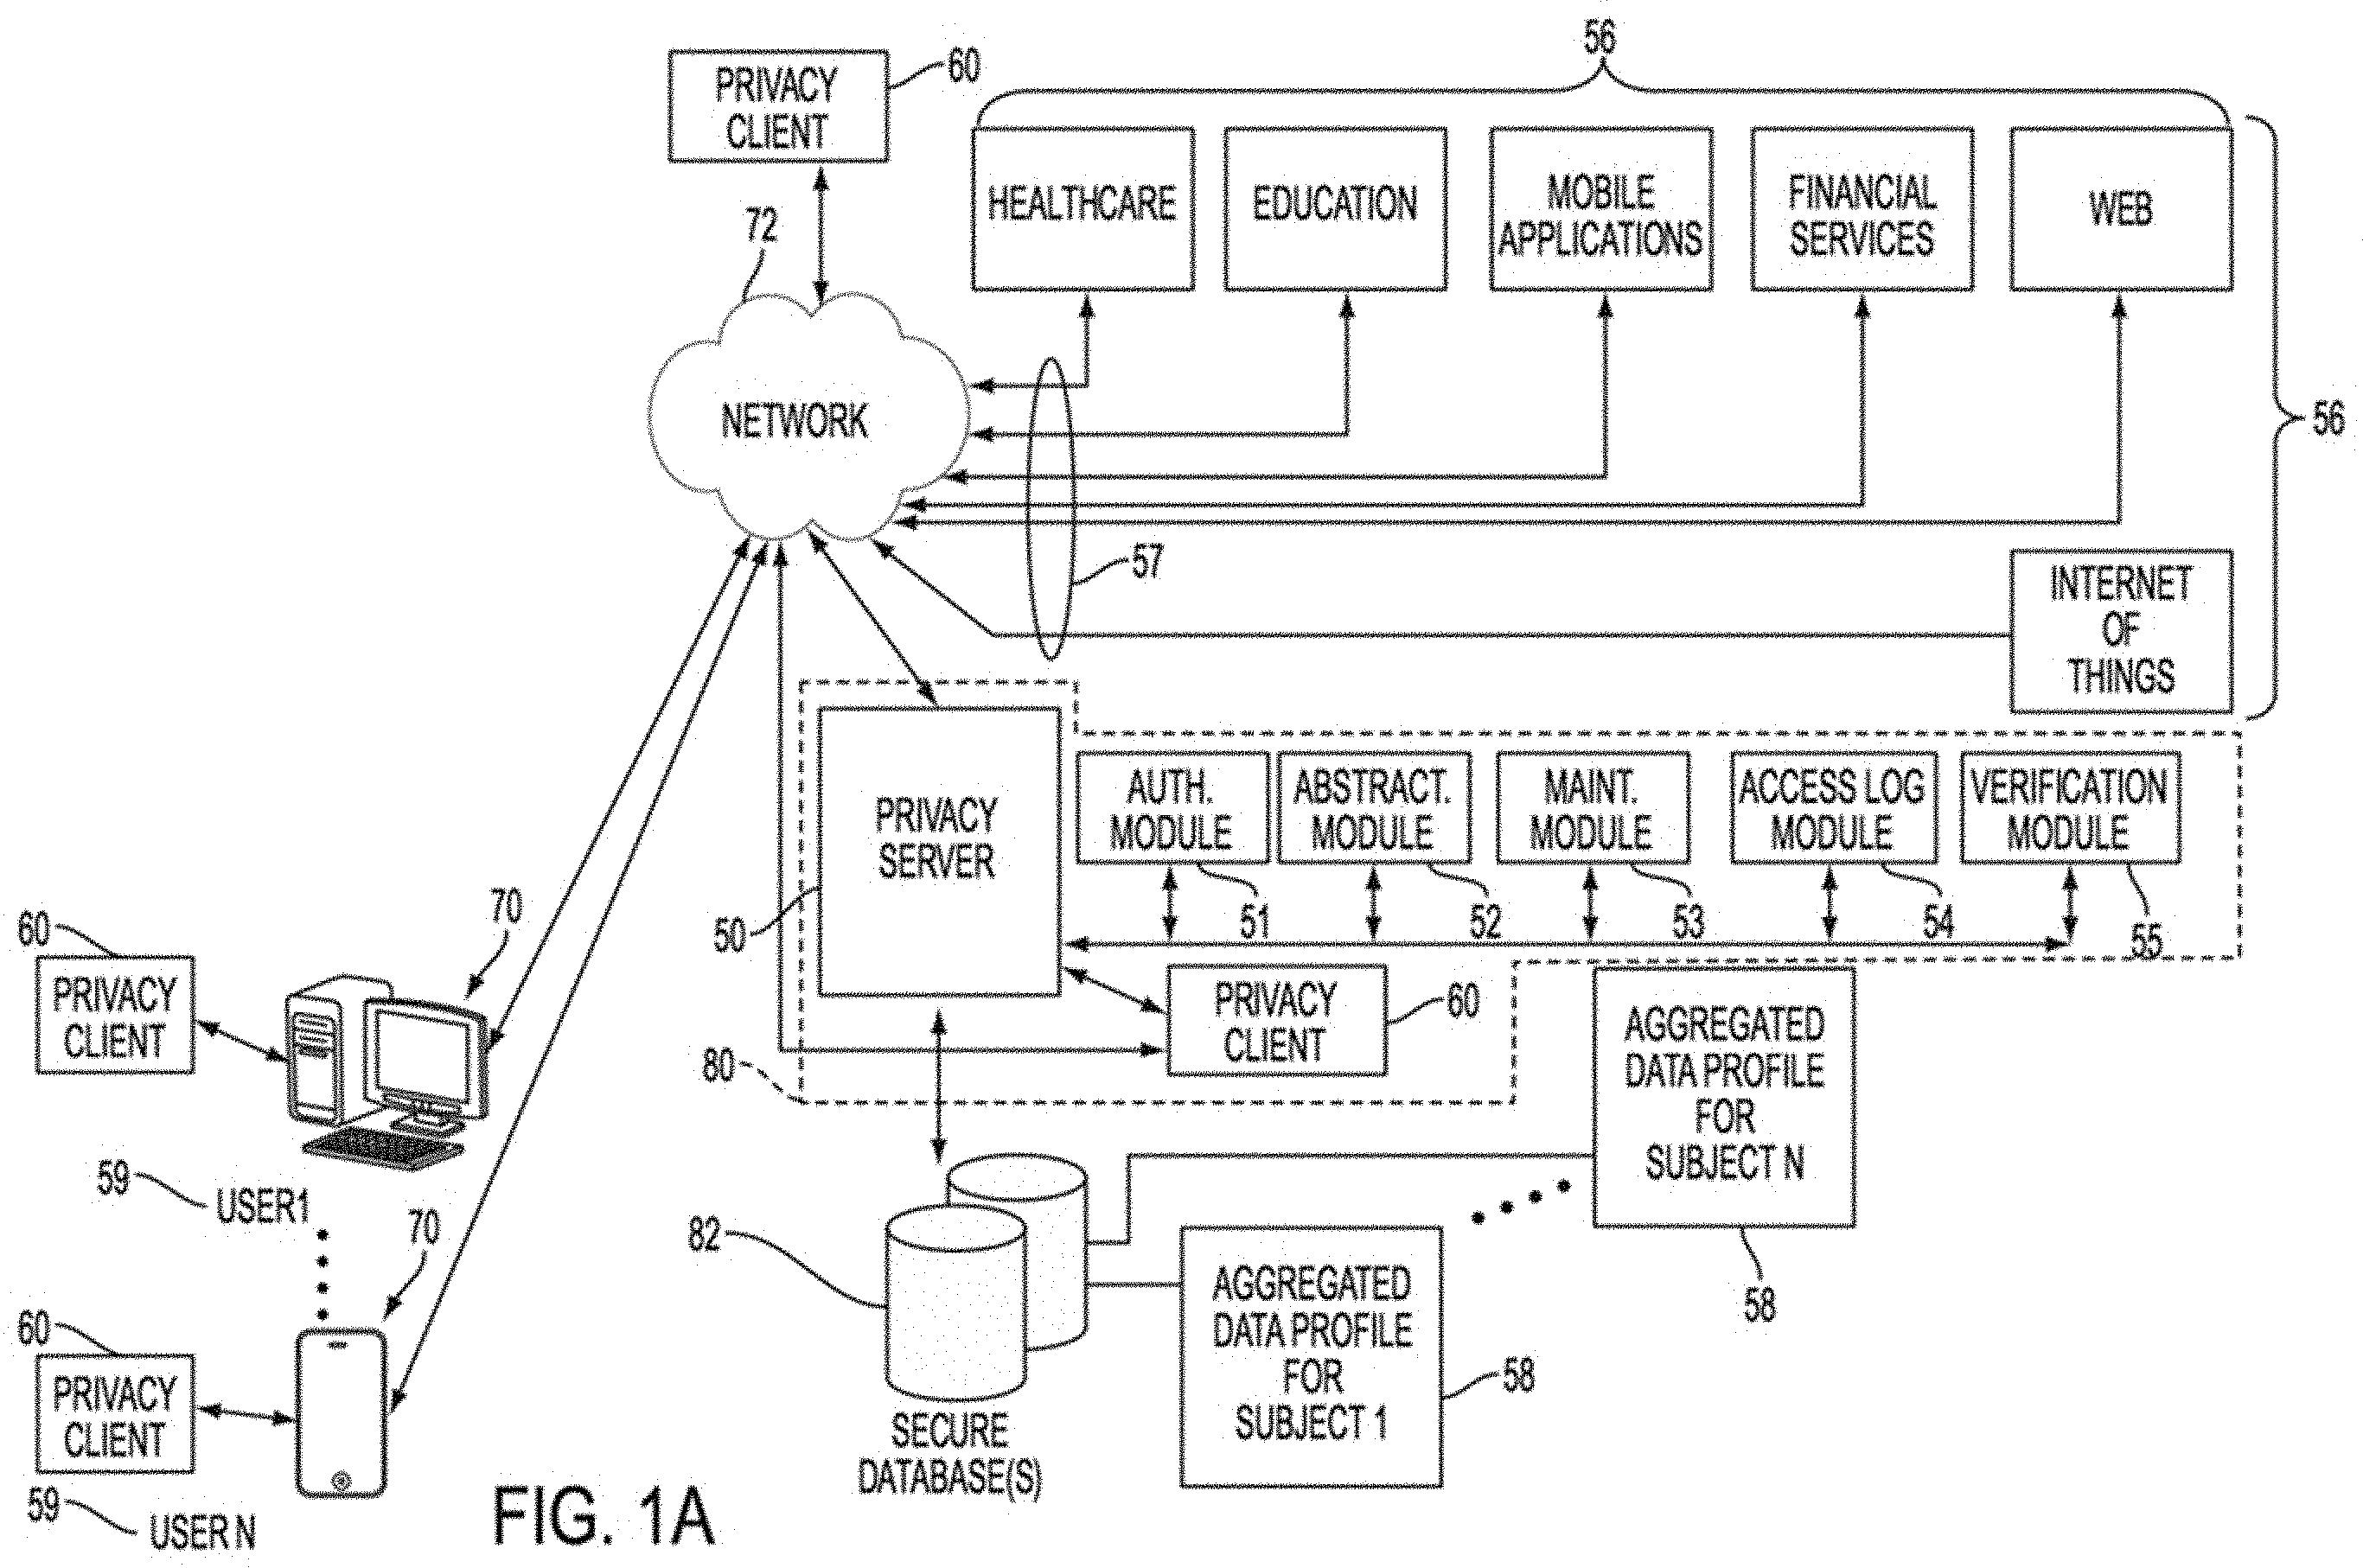 56
PRIVACY
CLIENT
60
HEALTHCARE
EDUCATION
MOBILE
APPLICATIONS
FINANCIAL
SERVICES
WEB
72
NETWORK
56
57
INTERNET
OF
THINGS
PRIVACY
SERVER
50
AUTH.
MODULE
51
ABSTRACT.
MODULE
52
MAINT.
MODULE
53
ACCESS LOG
MODULE
54
VERIFICATION
MODULE
55
PRIVACY
CLIENT
60
80
60
PRIVACY
CLIENT
70
59
USER1
70
60
PRIVACY
CLIENT
59
USER N
82
SECURE
DATABASE(S)
AGGREGATED
DATA PROFILE
FOR
SUBJECT N
58
AGGREGATED
DATA PROFILE
FOR
SUBJECT 1
58
FIG. 1A